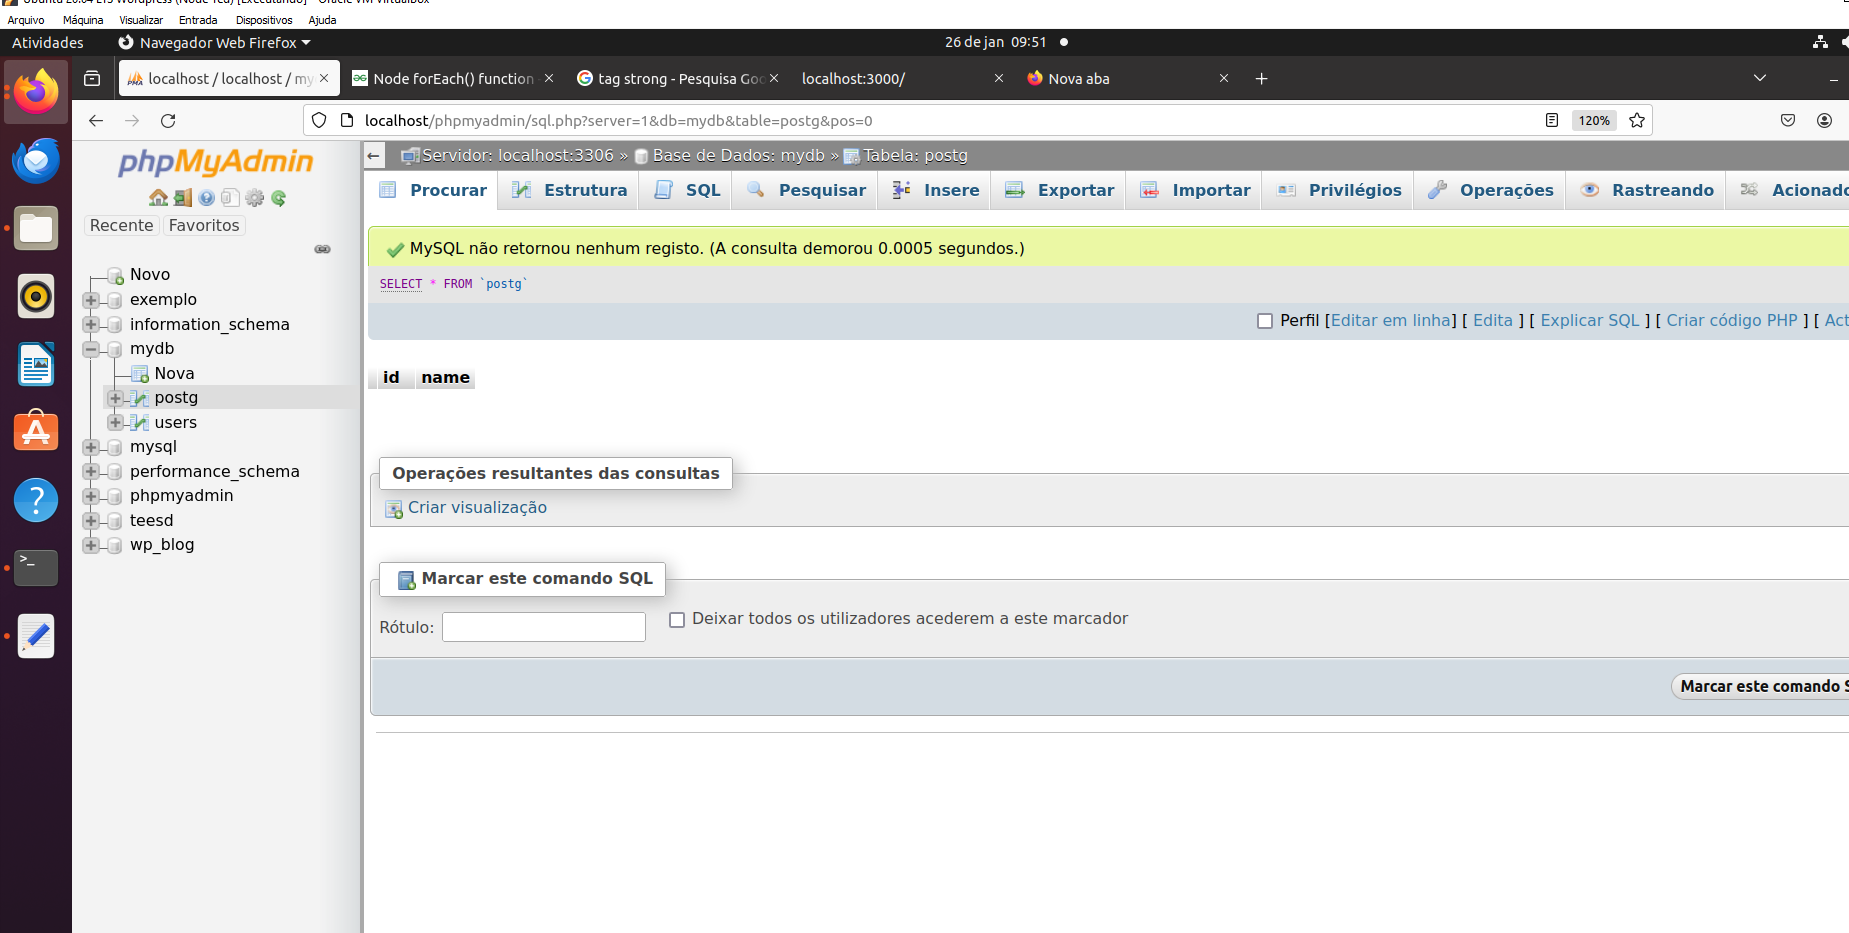 Arquivo Máquina Visualizar Entrada Dispositivos Ajuda
Atividades Navegador Web Firefox 26 de jan 09:51
localhost / localhost / my Node forEach() function tag strong - Pesquisa Goo localhost:3000/ Nova aba
localhost/phpmyadmin/sql.php?server=1&db=mydb&table=postg&pos=0 120%
phpMyAdmin
Recente Favoritos
Novo
exemplo
information_schema
mydb
Nova
postg
users
mysql
performance_schema
phpmyadmin
teesd
wp_blog
Servidor: localhost:3306 » Base de Dados: mydb » Tabela: postg
Procurar Estrutura SQL Pesquisar Insere Exportar Importar Privilégios Operações Rastreando Acionado
MySQL não retornou nenhum registo. (A consulta demorou 0.0005 segundos.)
SELECT * FROM `postg`
Perfil [Editar em linha] [ Edita ] [ Explicar SQL ] [ Criar código PHP ] [ Act
id name
Operações resultantes das consultas
Criar visualização
Marcar este comando SQL
Rótulo: Deixar todos os utilizadores acederem a este marcador
Marcar este comando S